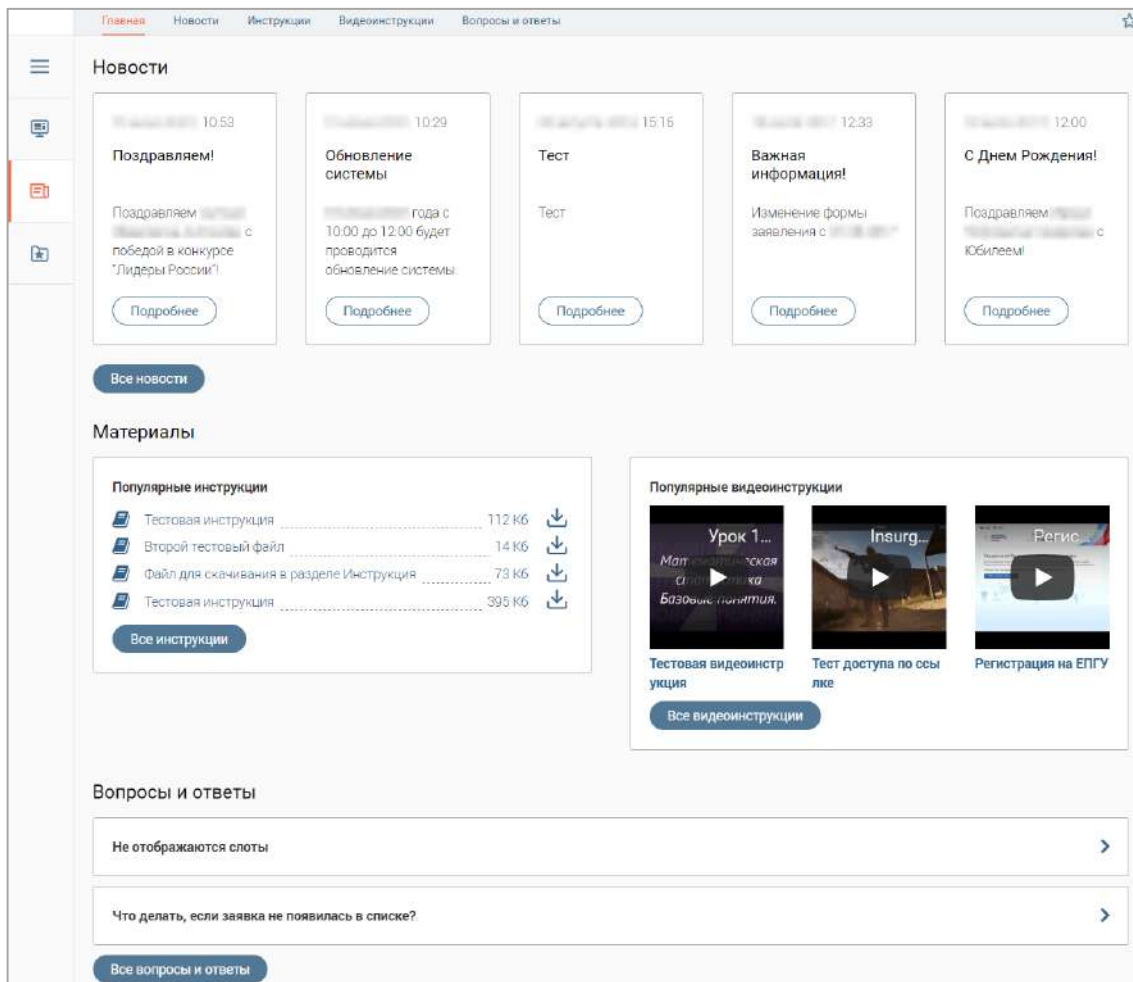 Главная Новости Инструкции Видеоинструкции Вопросы и ответы
Новости
10:53
Поздравляем!
Поздравляем
с
победой в конкурсе
"Лидеры России"!
Подробнее
10:29
Обновление
системы
года с
10:00 до 12:00 будет
проводится
обновление системы.
Подробнее
15:16
Тест
Тест
Подробнее
12:33
Важная
информация!
Изменение формы
заявления с
Подробнее
12:00
С Днем Рождения!
Поздравляем
с
Юбилеем!
Подробнее
Все новости
Материалы
Популярные инструкции
Тестовая инструкция 112 Кб
Второй тестовый файл 14 Кб
Файл для скачивания в разделе Инструкция 73 Кб
Тестовая инструкция 395 Кб
Все инструкции
Популярные видеоинструкции
Урок 1...
Математическая
статистика
Базовые понятия.
Insurg...
Регис...
Тестовая видеоинстр
укция
Тест доступа по ссы
лке
Регистрация на ЕПГУ
Все видеоинструкции
Вопросы и ответы
Не отображаются слоты
Что делать, если заявка не появилась в списке?
Все вопросы и ответы